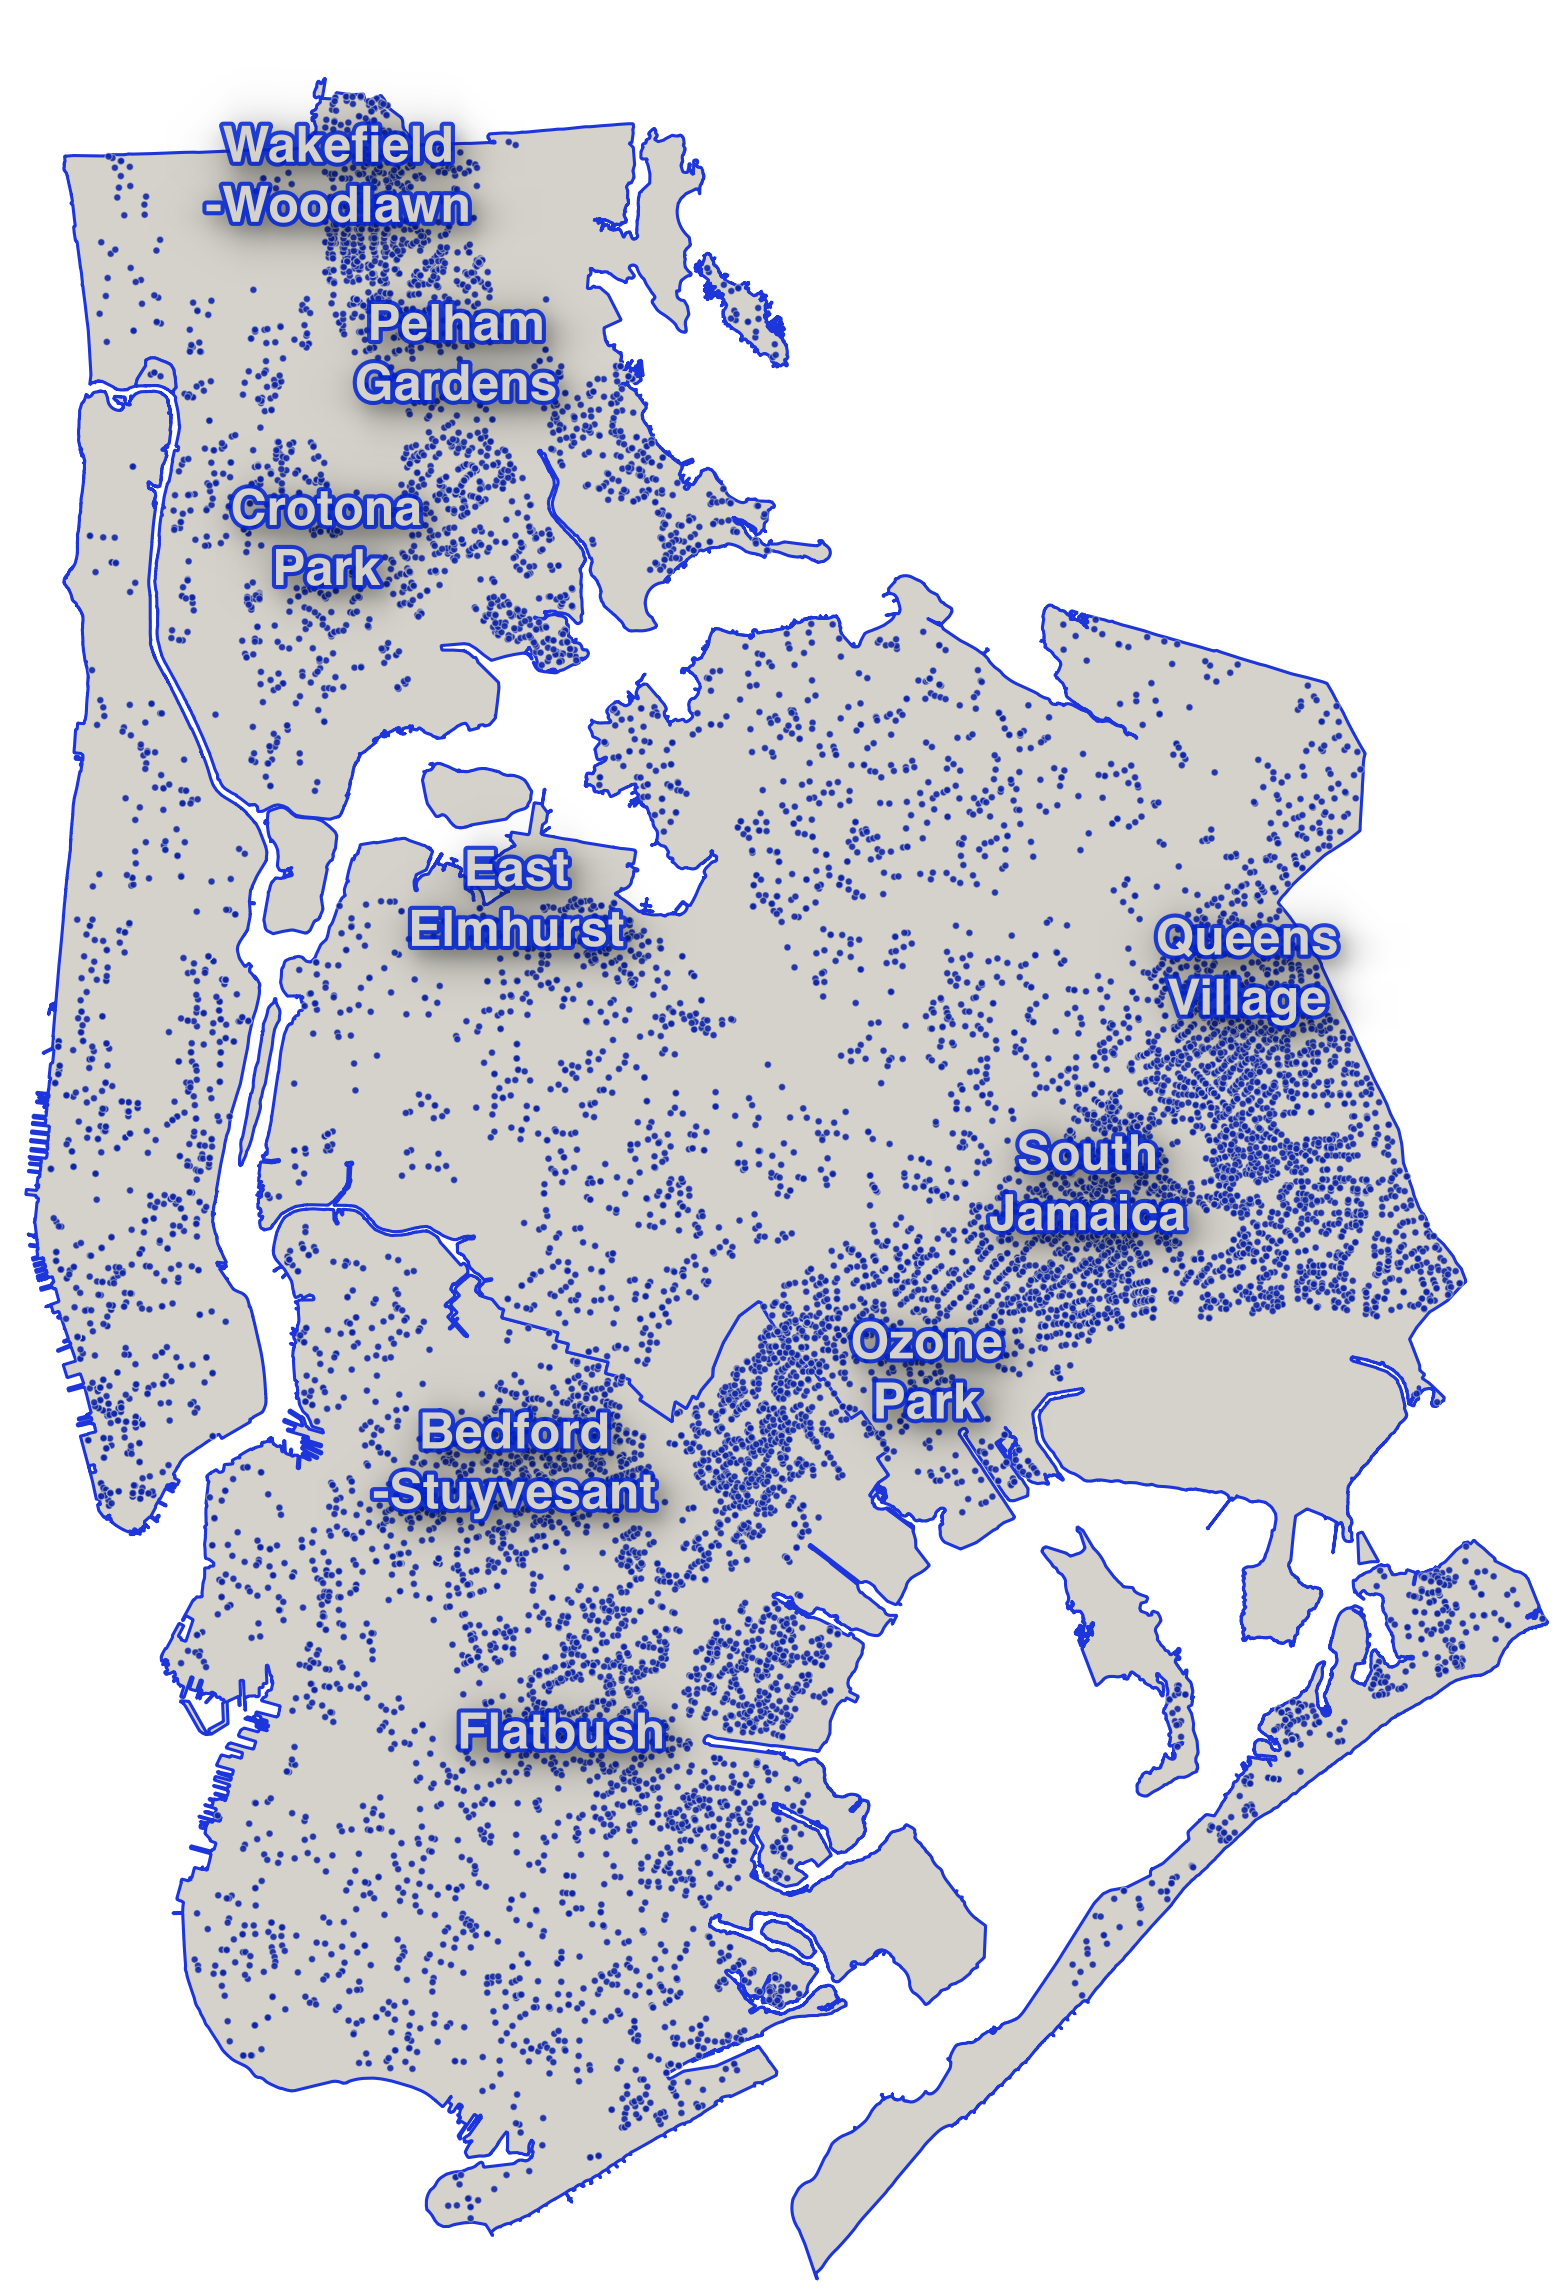 Wakefield
-Woodlawn
Pelham
Gardens
Crotona
Park
East
Elmhurst
Queens
Village
South
Jamaica
Ozone
Park
Bedford
-Stuyvesant
Flatbush